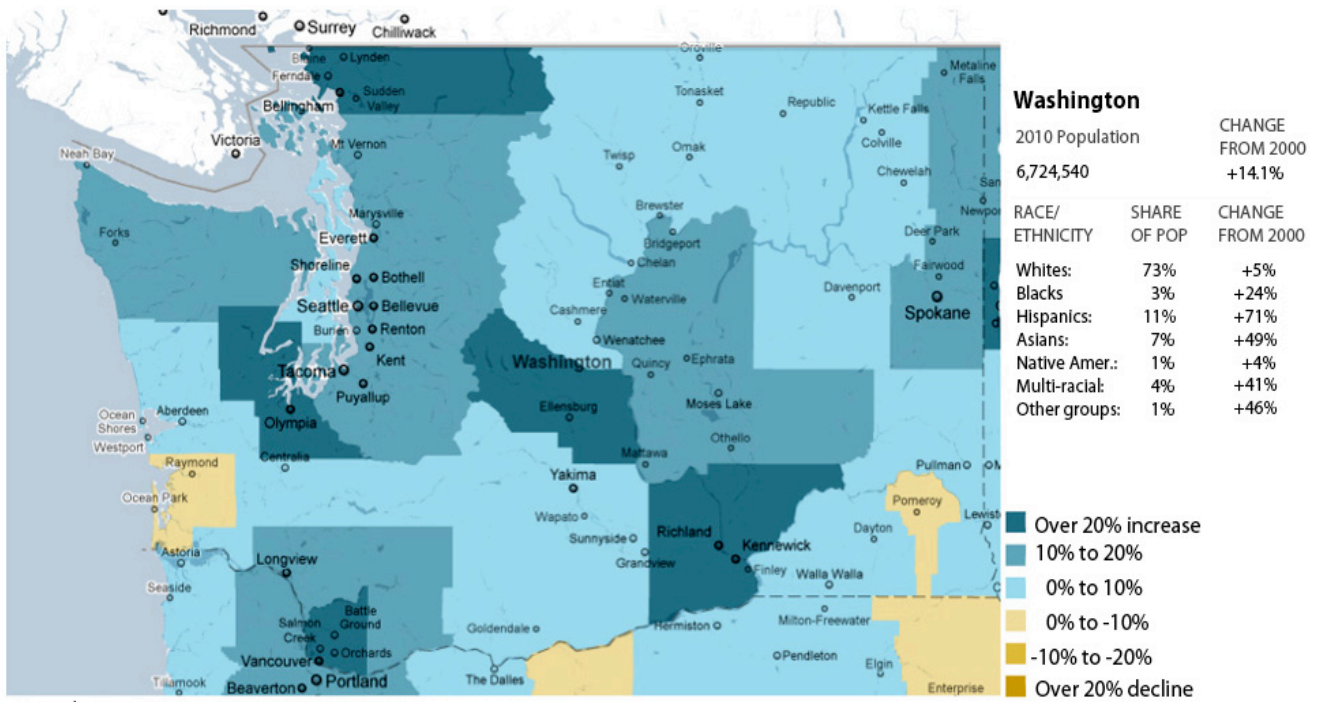 Richmond
Surrey
Chilliwack
Blaine
Lynden
Oroville
Ferndale
Metaline
Falls
Sudden
Valley
Tonasket
Bellingham
Republic
Kettle Falls
Victoria
Mt Vernon
Omak
Colville
Neah Bay
Twisp
Chewelah
San
Brewster
Newpor
Marysville
Forks
Everett
Bridgeport
Deer Park
Shoreline
Bothell
Chelan
Fairwood
Entiat
Davenport
Seattle
Bellevue
Waterville
Cashmere
Spokane
Burien
Renton
Wenatchee
Kent
Washington
Quincy
Ephrata
Tacoma
Puyallup
Moses Lake
Ocean
Shores
Aberdeen
Ellensburg
Olympia
Westport
Othello
Centralia
Mattawa
Raymond
Yakima
Pullman
M
Ocean Park
Pomeroy
Wapato
Lewist
Richland
Dayton
Sunnyside
Kennewick
Astoria
Longview
Grandview
Finley
Walla Walla
Seaside
Battle
Ground
Salmon
Creek
Goldendale
Hermiston
Milton-Freewater
Orchards
Vancouver
Pendleton
Elgin
Tillamook
Beaverton
Portland
The Dalles
Enterprise
Washington
2010 Population
CHANGE
FROM 2000
6,724,540 +14.1%
RACE/ SHARE CHANGE
ETHNICITY OF POP FROM 2000
Whites: 73% +5%
Blacks 3% +24%
Hispanics: 11% +71%
Asians: 7% +49%
Native Amer.: 1% +4%
Multi-racial: 4% +41%
Other groups: 1% +46%
Over 20% increase
10% to 20%
0% to 10%
0% to -10%
-10% to -20%
Over 20% decline